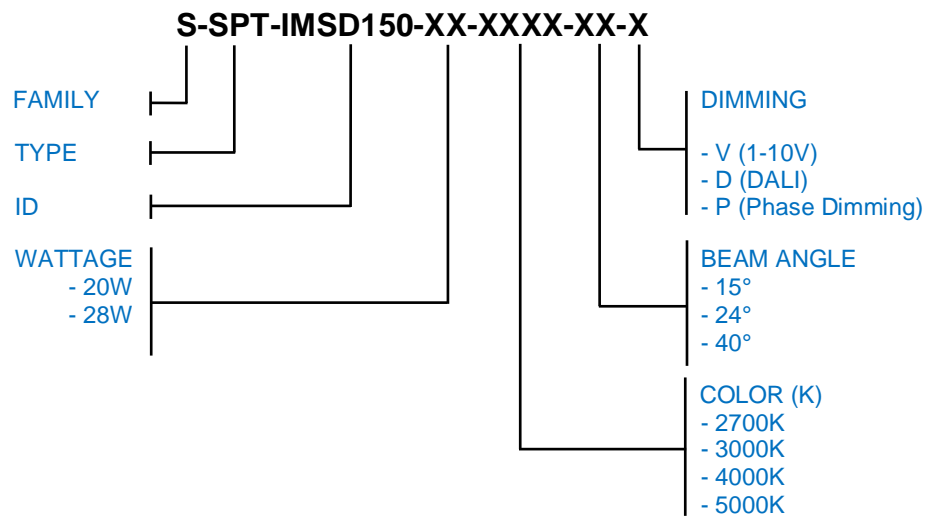 S-SPT-IMSD150-XX-XXXX-XX-X
FAMILY
TYPE
ID
WATTAGE
- 20W
- 28W
DIMMING
- V (1-10V)
- D (DALI)
- P (Phase Dimming)
BEAM ANGLE
- 15°
- 24°
- 40°
COLOR (K)
- 2700K
- 3000K
- 4000K
- 5000K